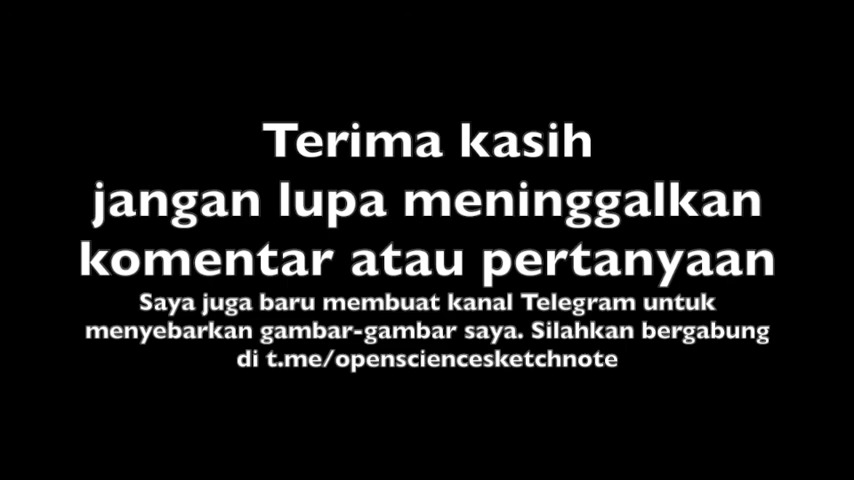 Terima kasih
jangan lupa meninggalkan
komentar atau pertanyaan
Saya juga baru membuat kanal Telegram untuk
menyebarkan gambar-gambar saya. Silahkan bergabung
di t.me/opensciencesketchnote